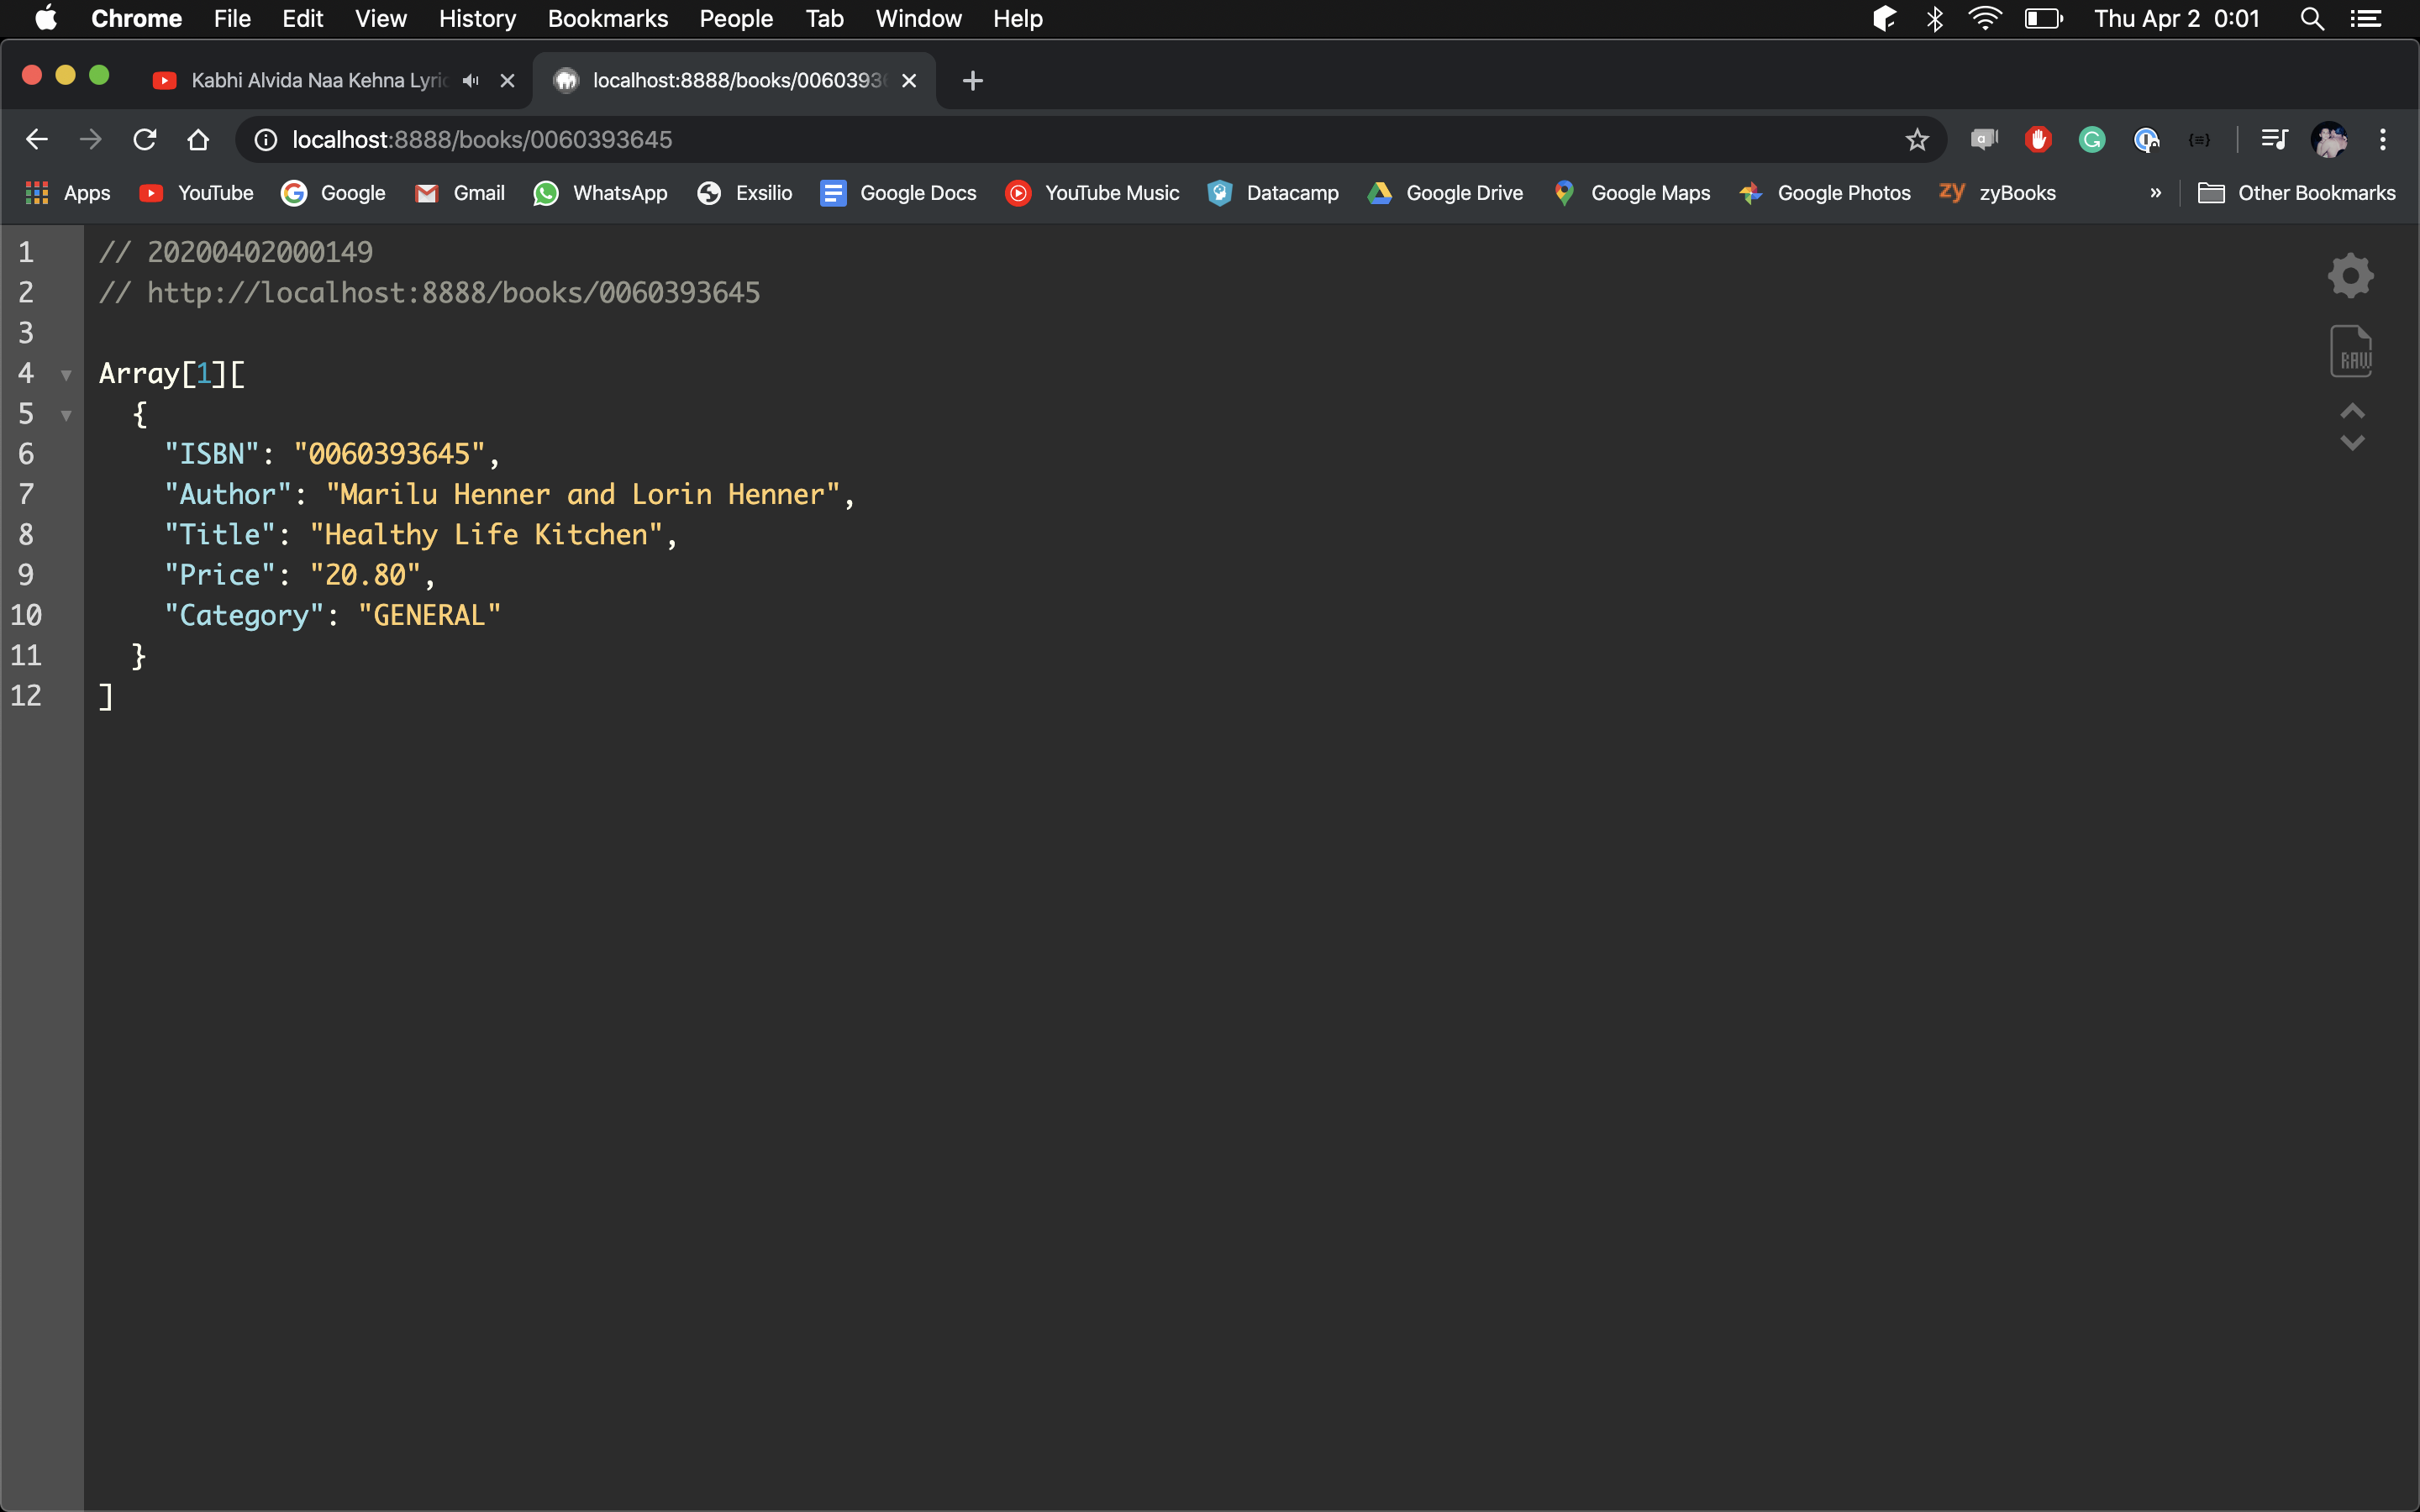 Chrome File Edit View History Bookmarks People Tab Window Help Thu Apr 2 0:01
Kabhi Alvida Naa Kehna Lyric localhost:8888/books/00603936
localhost:8888/books/0060393645
Apps YouTube Google Gmail WhatsApp Exsilio Google Docs YouTube Music Datacamp Google Drive Google Maps Google Photos zyBooks » Other Bookmarks
1 // 20200402000149
2 // http://localhost:8888/books/0060393645
3
4 Array[1][
5 {
6 "ISBN": "0060393645",
7 "Author": "Marilu Henner and Lorin Henner",
8 "Title": "Healthy Life Kitchen",
9 "Price": "20.80",
10 "Category": "GENERAL"
11 }
12 ]
RAW